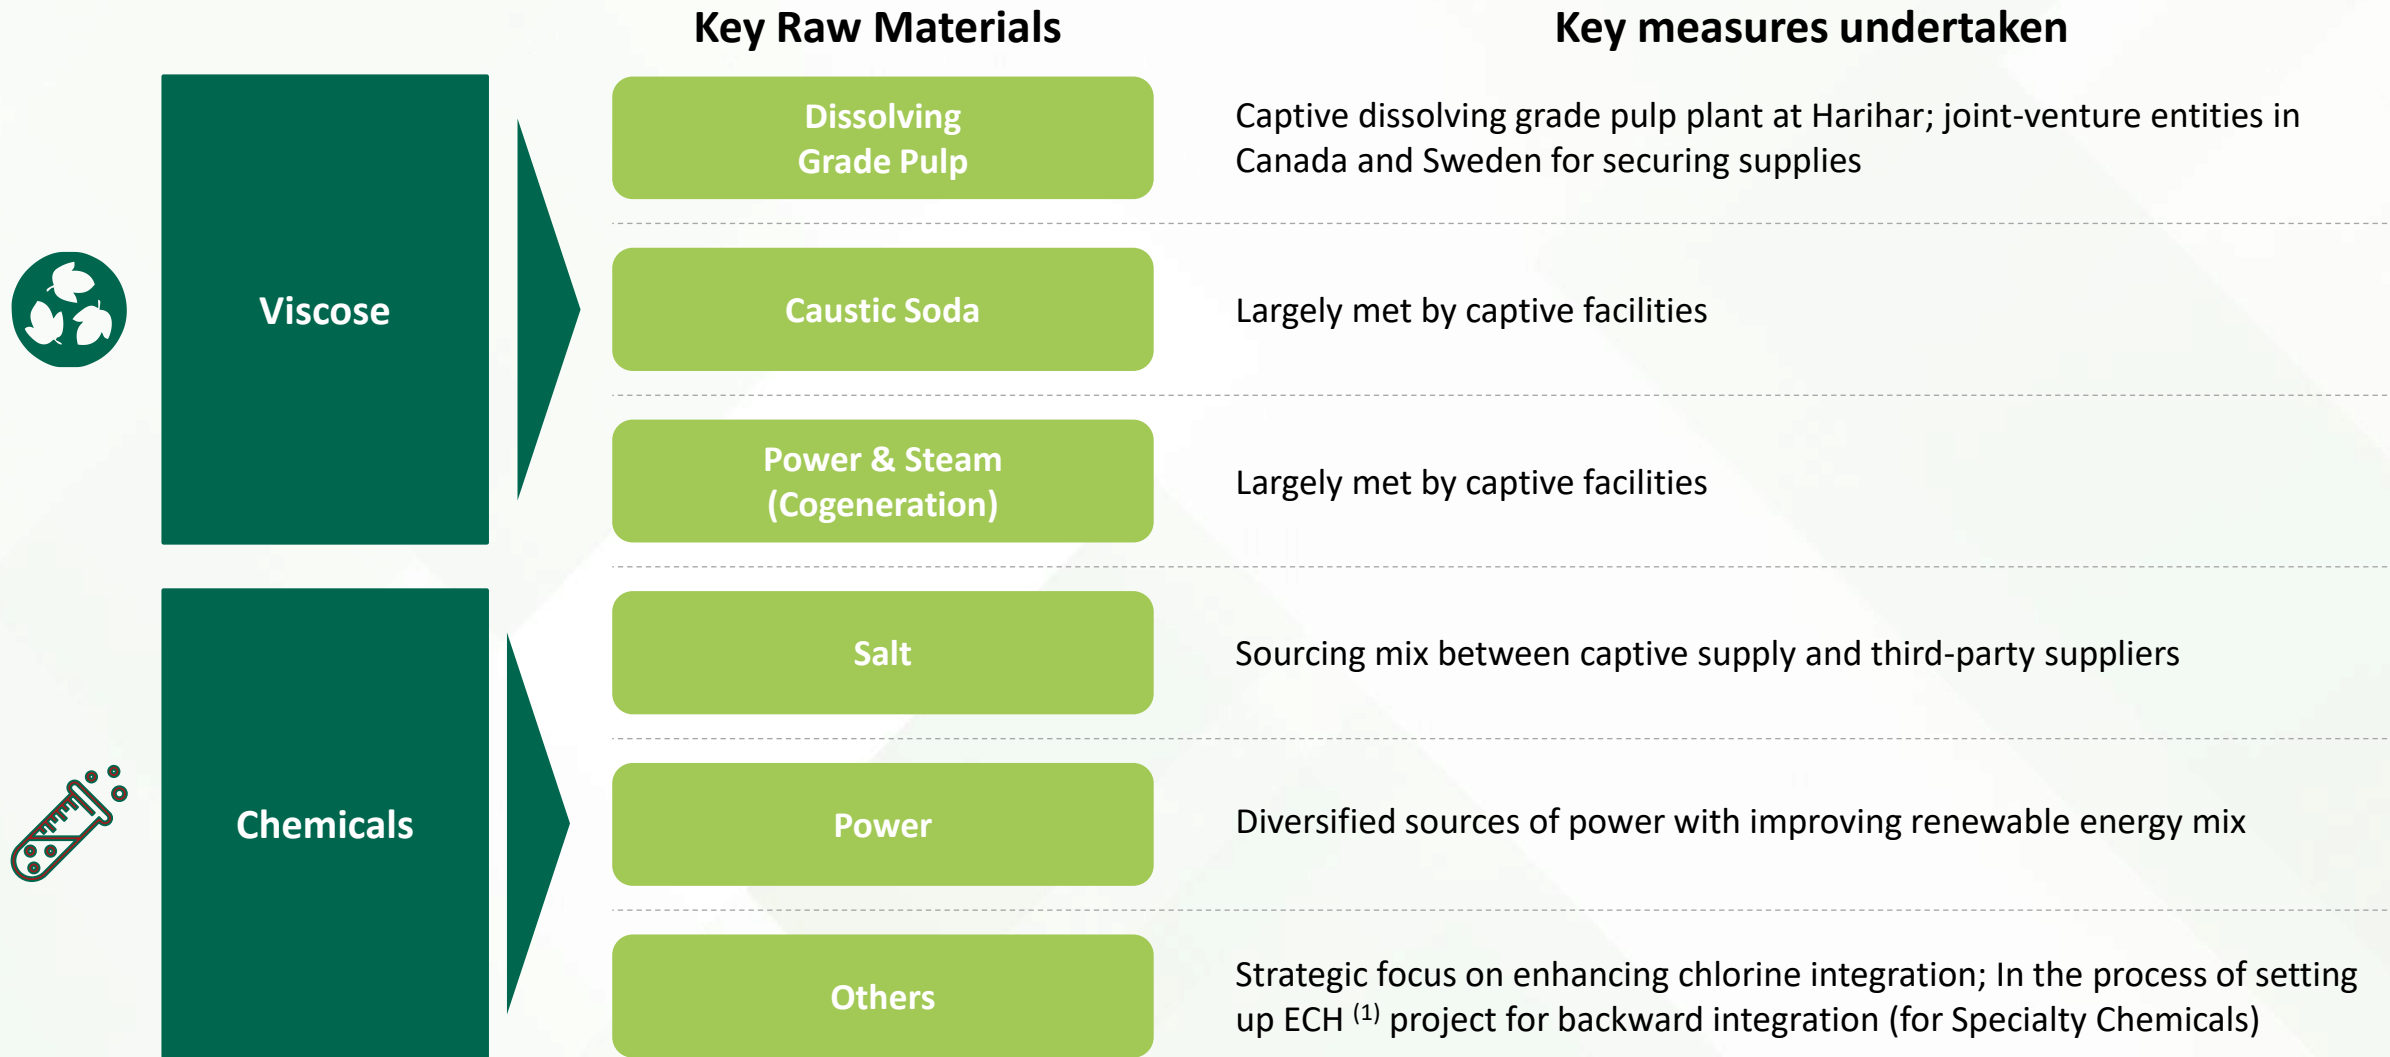 Key Raw Materials
Key measures undertaken
Viscose
Dissolving
Grade Pulp
Captive dissolving grade pulp plant at Harihar; joint-venture entities in
Canada and Sweden for securing supplies
Caustic Soda
Largely met by captive facilities
Power & Steam
(Cogeneration)
Largely met by captive facilities
Chemicals
Salt
Sourcing mix between captive supply and third-party suppliers
Power
Diversified sources of power with improving renewable energy mix
Others
Strategic focus on enhancing chlorine integration; In the process of setting
up ECH (1) project for backward integration (for Specialty Chemicals)